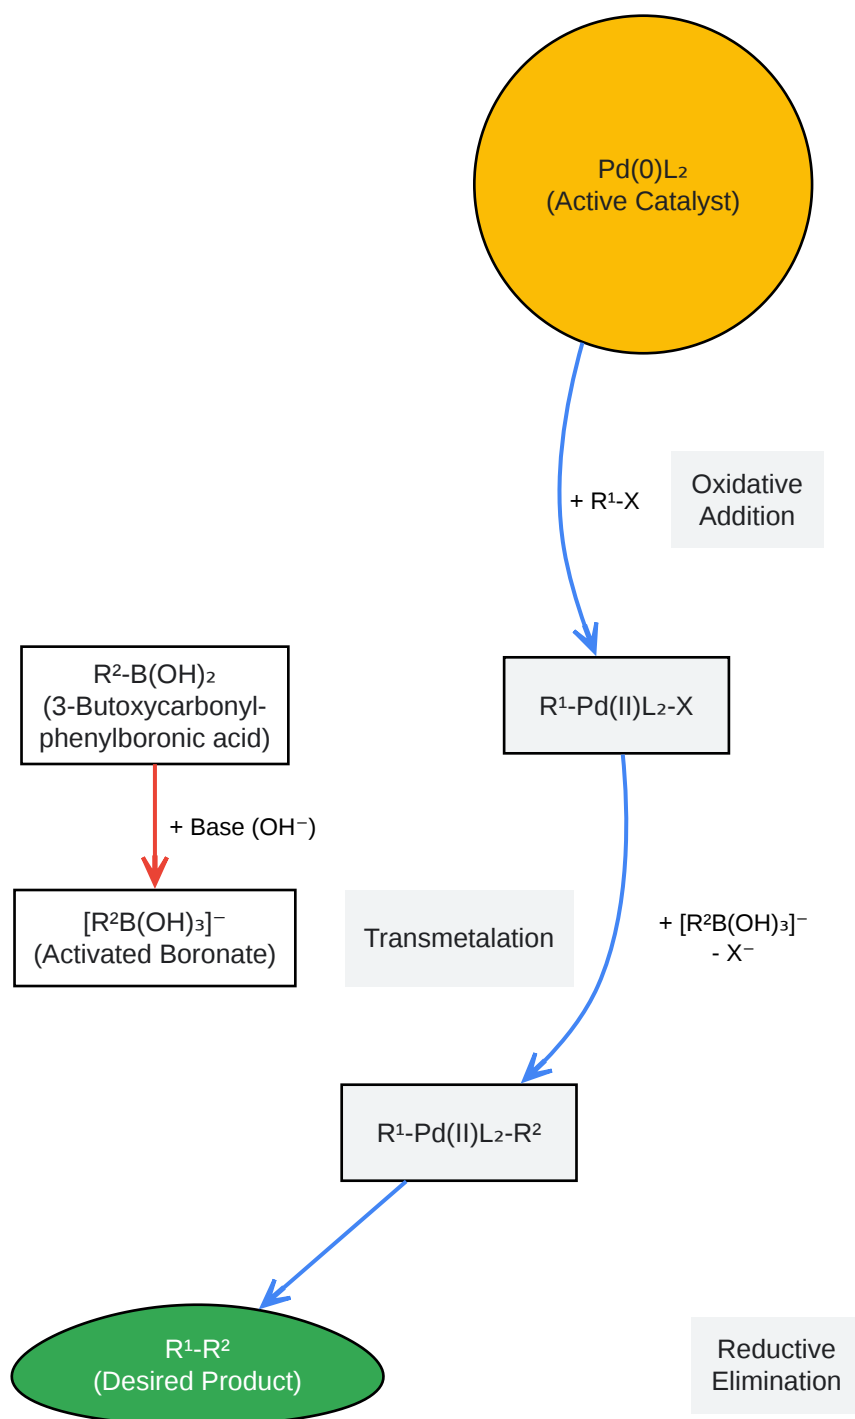 Pd(0)L₂
(Active Catalyst)
+ R¹-X
Oxidative
Addition
R²-B(OH)₂
(3-Butoxycarbonyl-
phenylboronic acid)
R¹-Pd(II)L₂-X
+ Base (OH⁻)
[R²B(OH)₃]⁻
(Activated Boronate)
Transmetalation
+ [R²B(OH)₃]⁻
- X⁻
R¹-Pd(II)L₂-R²
R¹-R²
(Desired Product)
Reductive
Elimination